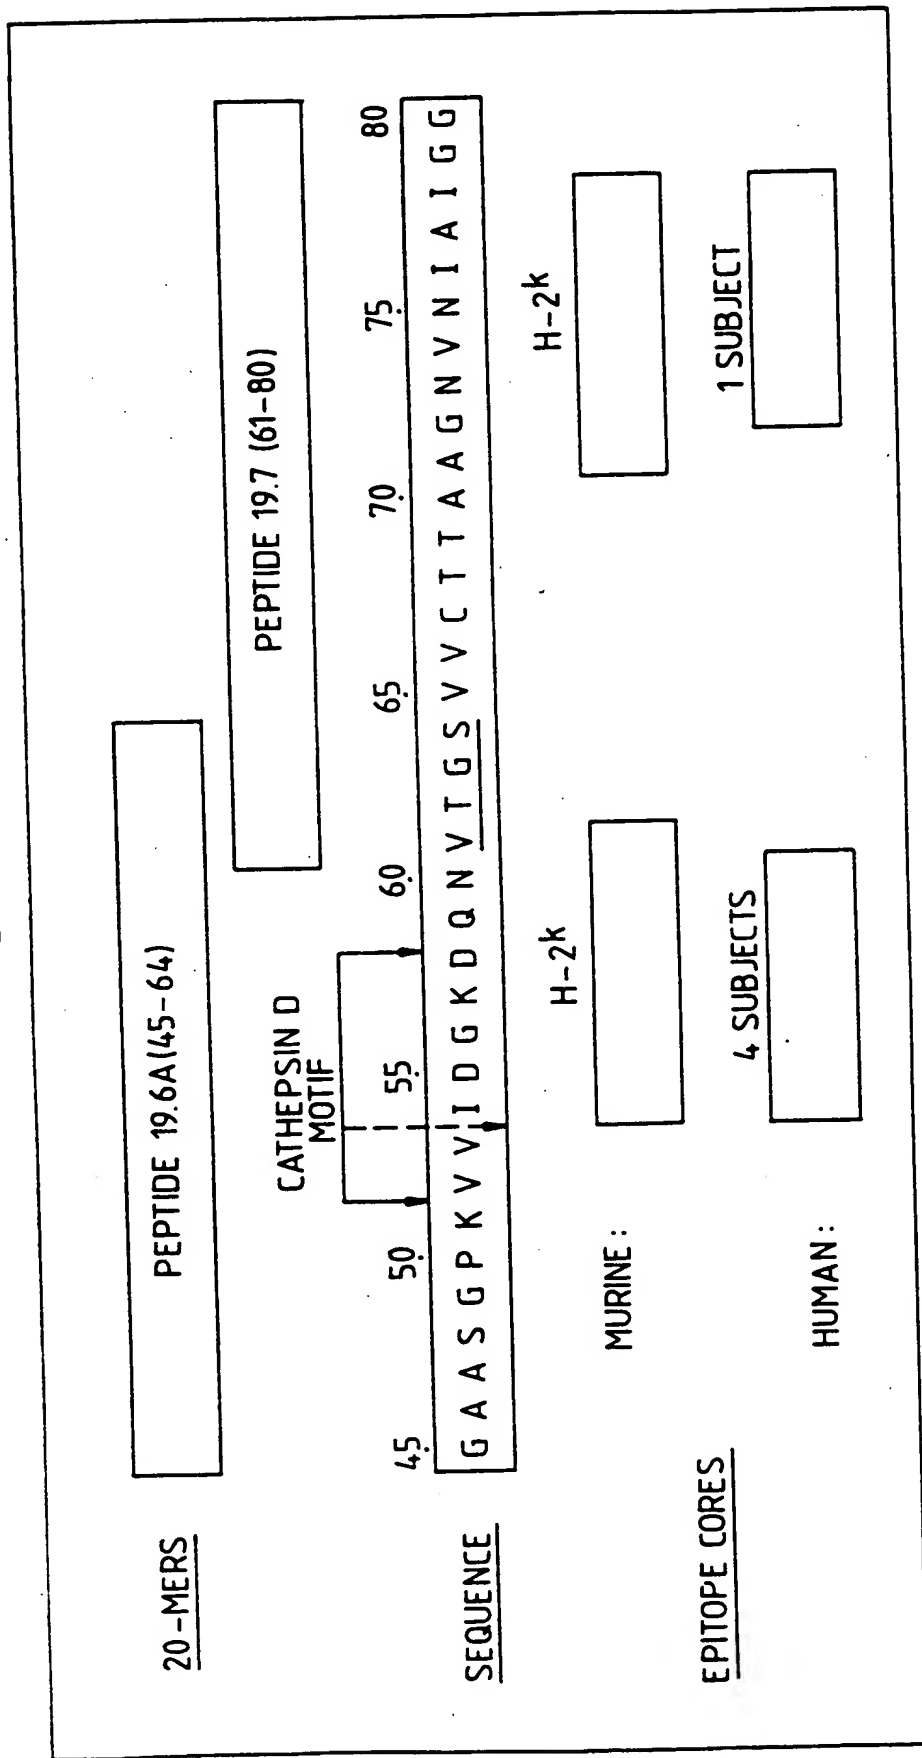 20-MERS
PEPTIDE 19.6A(45-64)
PEPTIDE 19.7 (61-80)
CATHEPSIN D
MOTIF
45 50 55 60 65 70 75 80
SEQUENCE
G A A S G P K V V I D G K D Q N V T G S V V C T T A A G N V N I A I G G
EPITOPE CORES
MURINE :
H-2k
H-2k
HUMAN :
4 SUBJECTS
1 SUBJECT